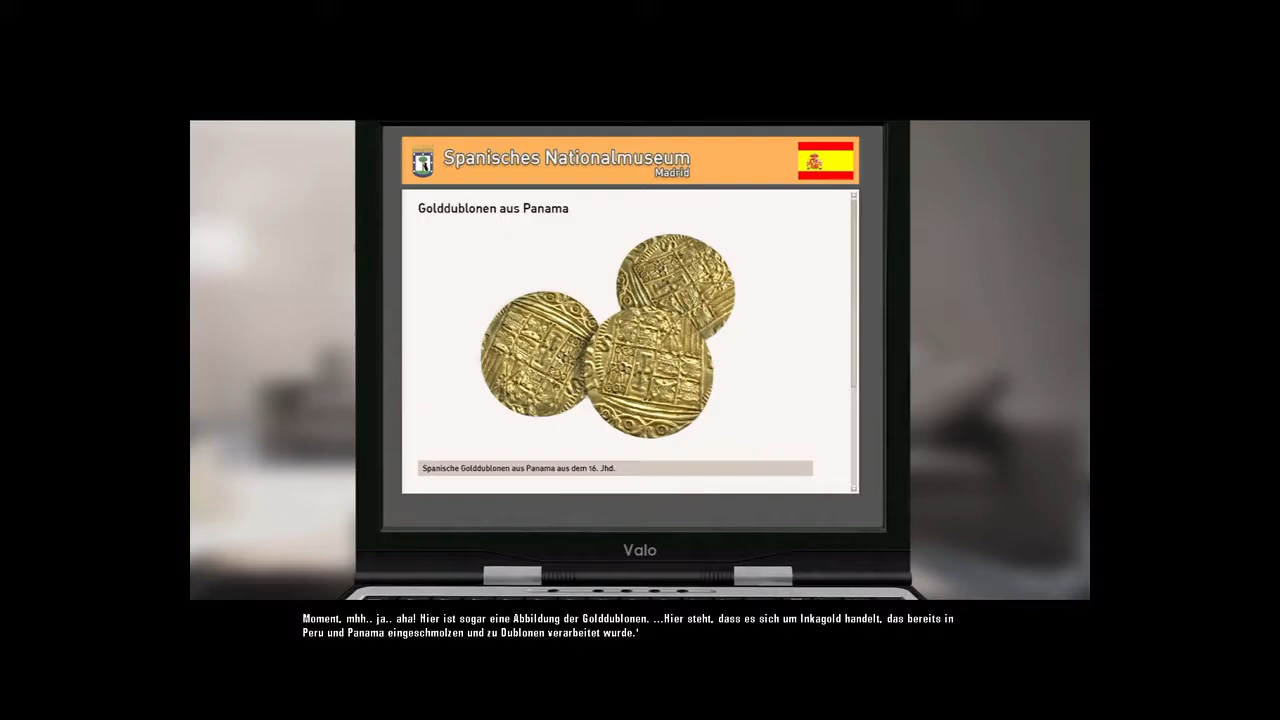 Spanisches Nationalmuseum
Madrid
Golddublonen aus Panama
Spanische Golddublonen aus Panama aus dem 16. Jhd.
Valo
Moment, mhh.. ja.. aha! Hier ist sogar eine Abbildung der Golddublonen. ...Hier steht, dass es sich um Inkagold handelt, das bereits in
Peru und Panama eingeschmolzen und zu Dublonen verarbeitet wurde.'